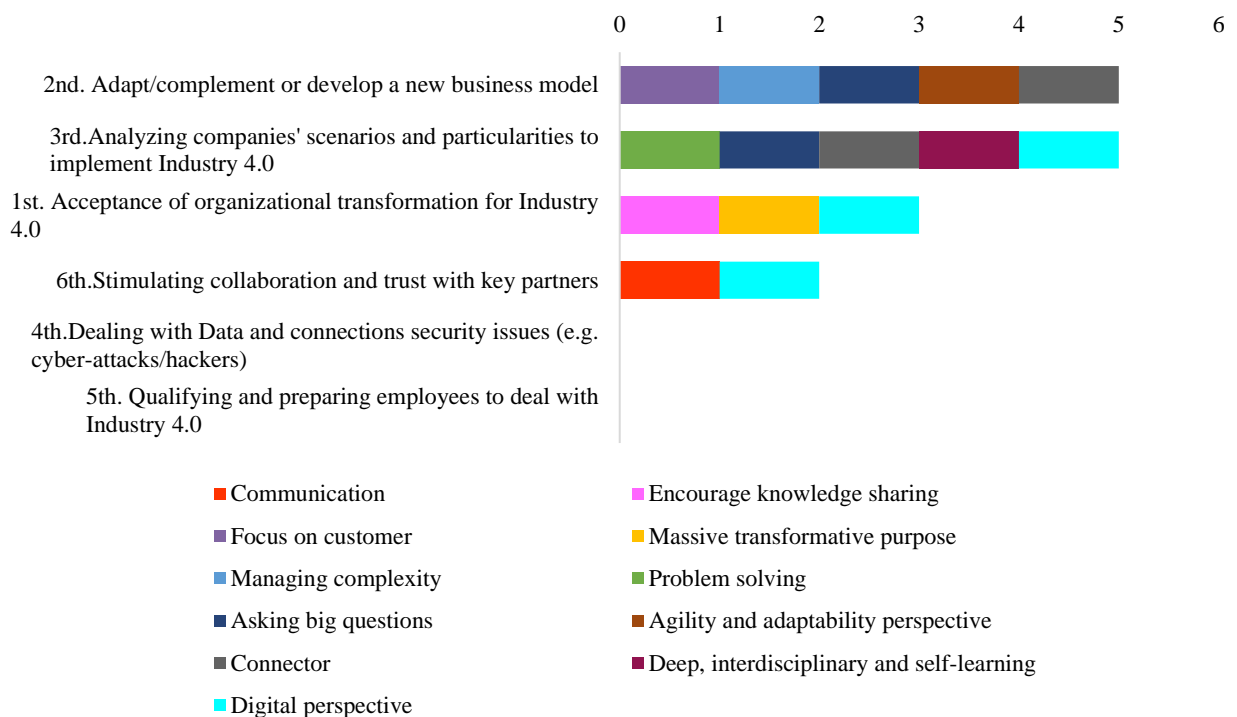 0 1 2 3 4 5 6
2nd. Adapt/complement or develop a new business model
3rd.Analyzing companies' scenarios and particularities to
implement Industry 4.0
1st. Acceptance of organizational transformation for Industry
4.0
6th.Stimulating collaboration and trust with key partners
4th.Dealing with Data and connections security issues (e.g.
cyber-attacks/hackers)
5th. Qualifying and preparing employees to deal with
Industry 4.0
Communication
Encourage knowledge sharing
Focus on customer
Massive transformative purpose
Managing complexity
Problem solving
Asking big questions
Agility and adaptability perspective
Connector
Deep, interdisciplinary and self-learning
Digital perspective